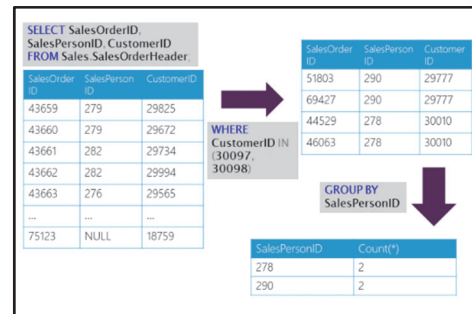 SELECT SalesOrderID,
SalesPersonID, CustomerID
FROM Sales.SalesOrderHeader;
SalesOrder ID SalesPerson ID CustomerID
43659 279 29825
43660 279 29672
43661 282 29734
43662 282 29994
43663 276 29565
... ... ...
75123 NULL 18759
WHERE
CustomerID IN
(30097,
30098)
SalesOrder ID SalesPerson ID Customer ID
51803 290 29777
69427 290 29777
44529 278 30010
46063 278 30010
GROUP BY
SalesPersonID
SalesPersonID Count(*)
278 2
290 2